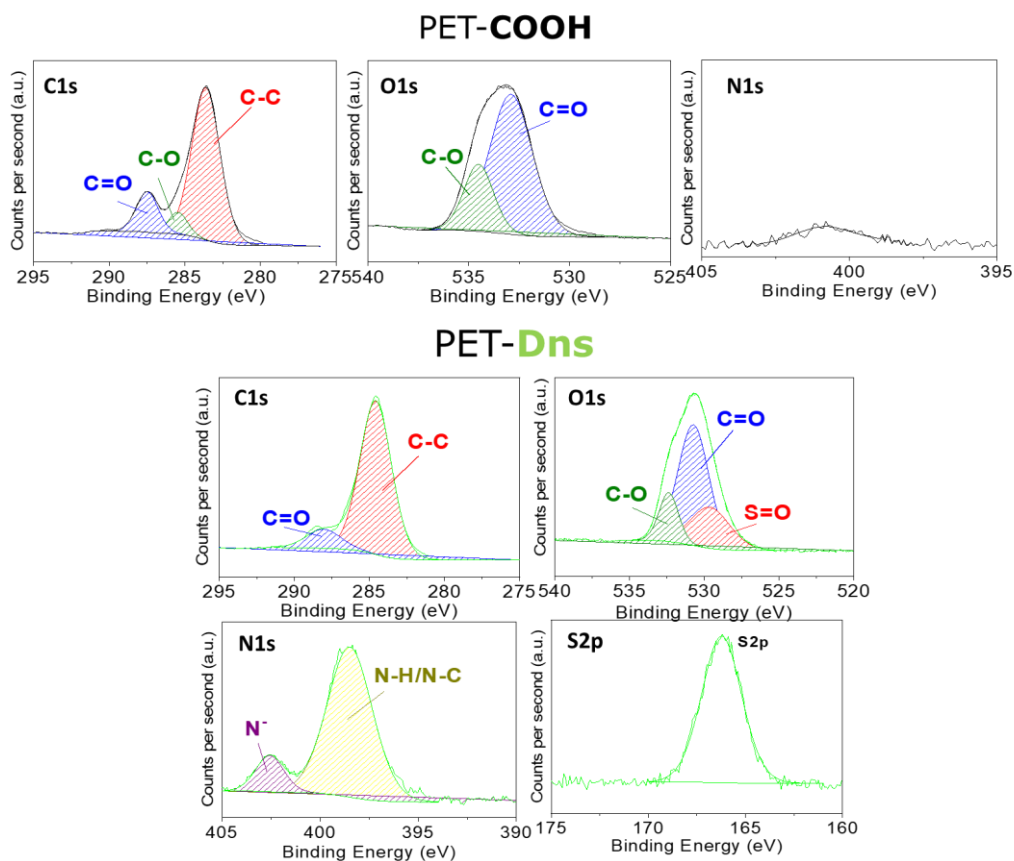 PET-COOH
C1s
C-C
C-O
C=O
Counts per second (a.u.)
295 290 285 280 275
Binding Energy (eV)
O1s
C=O
C-O
Counts per second (a.u.)
540 535 530 525
Binding Energy (eV)
N1s
Counts per second (a.u.)
405 400 395
Binding Energy (eV)
PET-Dns
C1s
C-C
C=O
Counts per second (a.u.)
295 290 285 280 275
Binding Energy (eV)
O1s
C=O
C-O
S=O
Counts per second (a.u.)
540 535 530 525 520
Binding Energy (eV)
N1s
N-H/N-C
N⁻
Counts per second (a.u.)
405 400 395 390
Binding Energy (eV)
S2p
S2p
Counts per second (a.u.)
175 170 165 160
Binding Energy (eV)